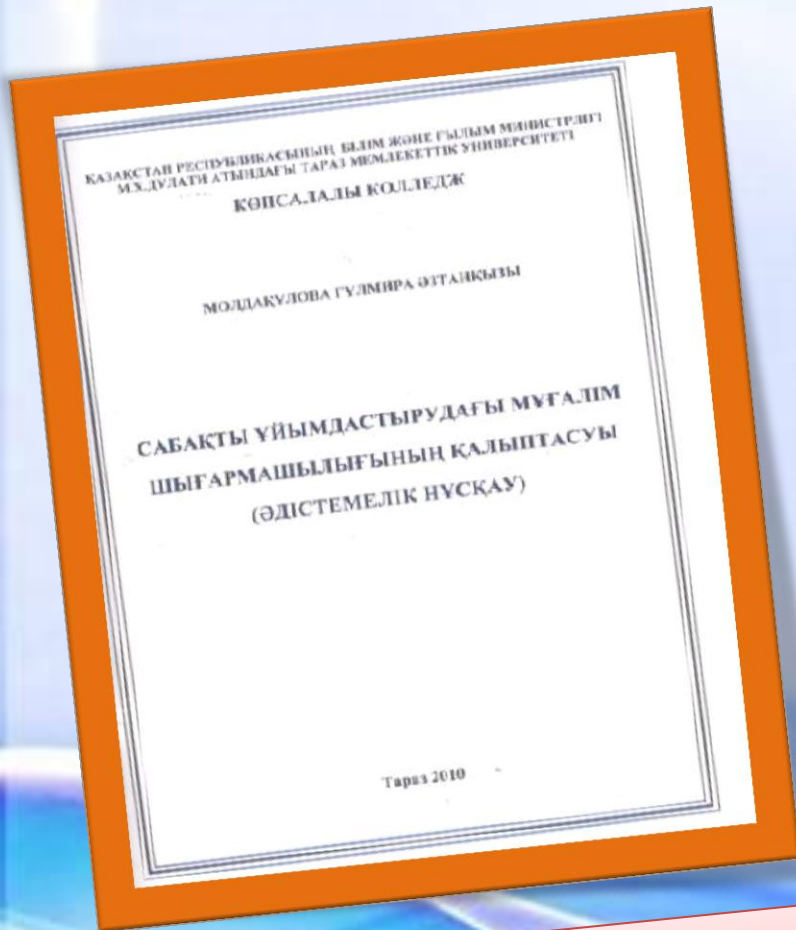 ҚАЗАҚСТАН РЕСПУБЛИКАСЫНЫҢ БІЛІМ ЖӘНЕ ҒЫЛЫМ МИНИСТРЛІГІ
М.Х.ДУЛАТИ АТЫНДАҒЫ ТАРАЗ МЕМЛЕКЕТТІК УНИВЕРСИТЕТІ
КӨПСАЛАЛЫ КОЛЛЕДЖ
МОЛДАҚУЛОВА ГҮЛМИРА ӘЗТАЙҚЫЗЫ
САБАҚТЫ ҰЙЫМДАСТЫРУДАҒЫ МҰҒАЛІМ
ШЫҒАРМАШЫЛЫҒЫНЫҢ ҚАЛЫПТАСУЫ
(ӘДІСТЕМЕЛІК НҰСҚАУ)
Тараз 2010